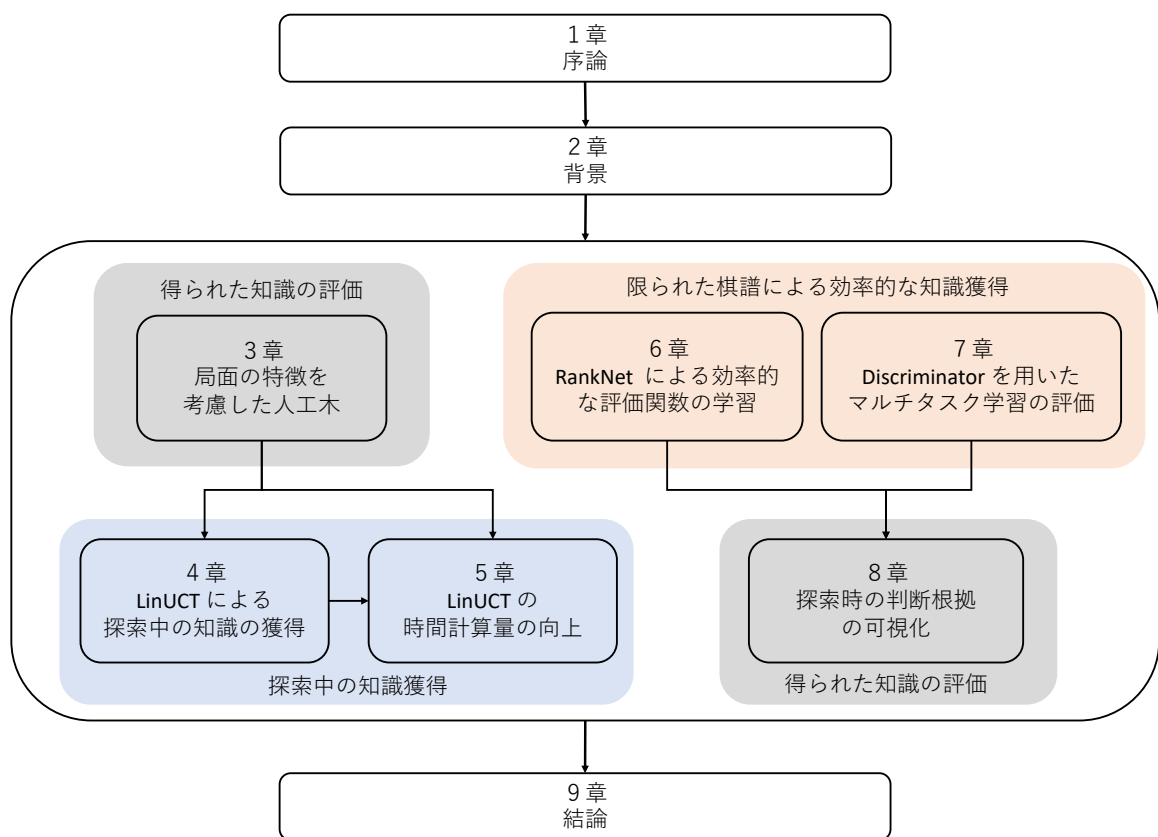 1 章
序論
2 章
背景
得られた知識の評価
3 章
局面の特徴を
考慮した人工木
限られた棋譜による効率的な知識獲得
6 章
RankNet による効率的
な評価関数の学習
7 章
Discriminator を用いた
マルチタスク学習の評価
4 章
LinUCT による
探索中の知識の獲得
5 章
LinUCT の
時間計算量の向上
探索中の知識獲得
8 章
探索時の判断根拠
の可視化
得られた知識の評価
9 章
結論